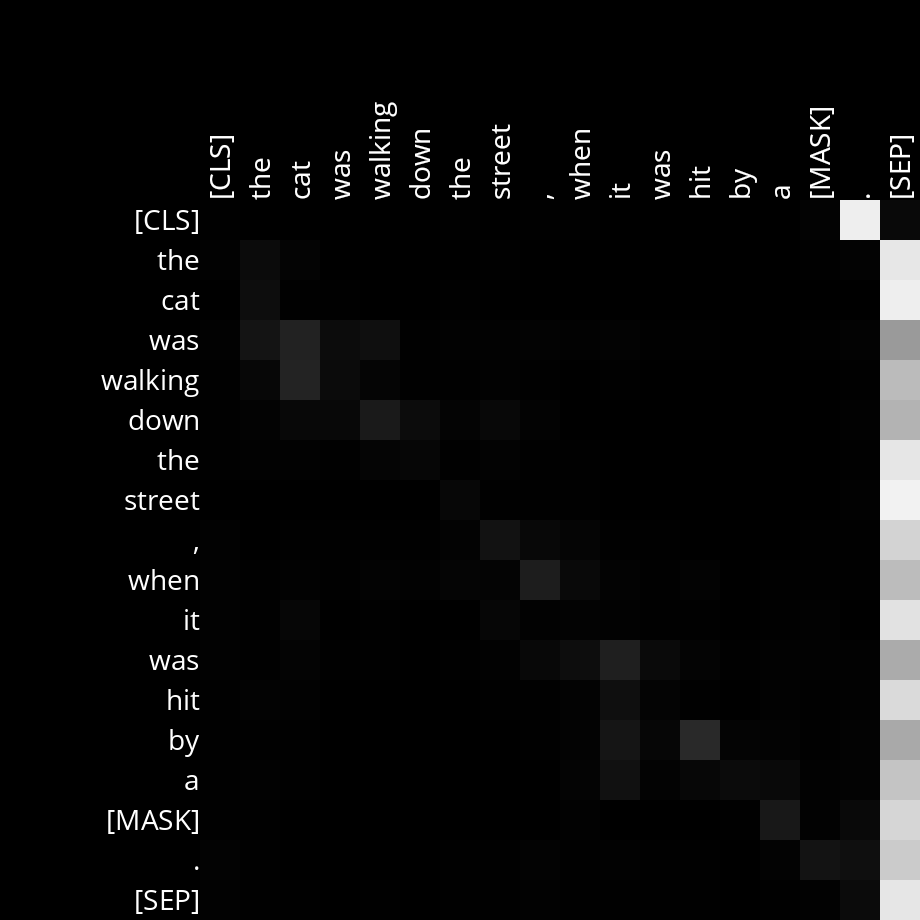 [CLS] the cat was walking down the street , when it was hit by a [MASK] . [SEP]
[CLS]
the
cat
was
walking
down
the
street
,
when
it
was
hit
by
a
[MASK]
.
[SEP]